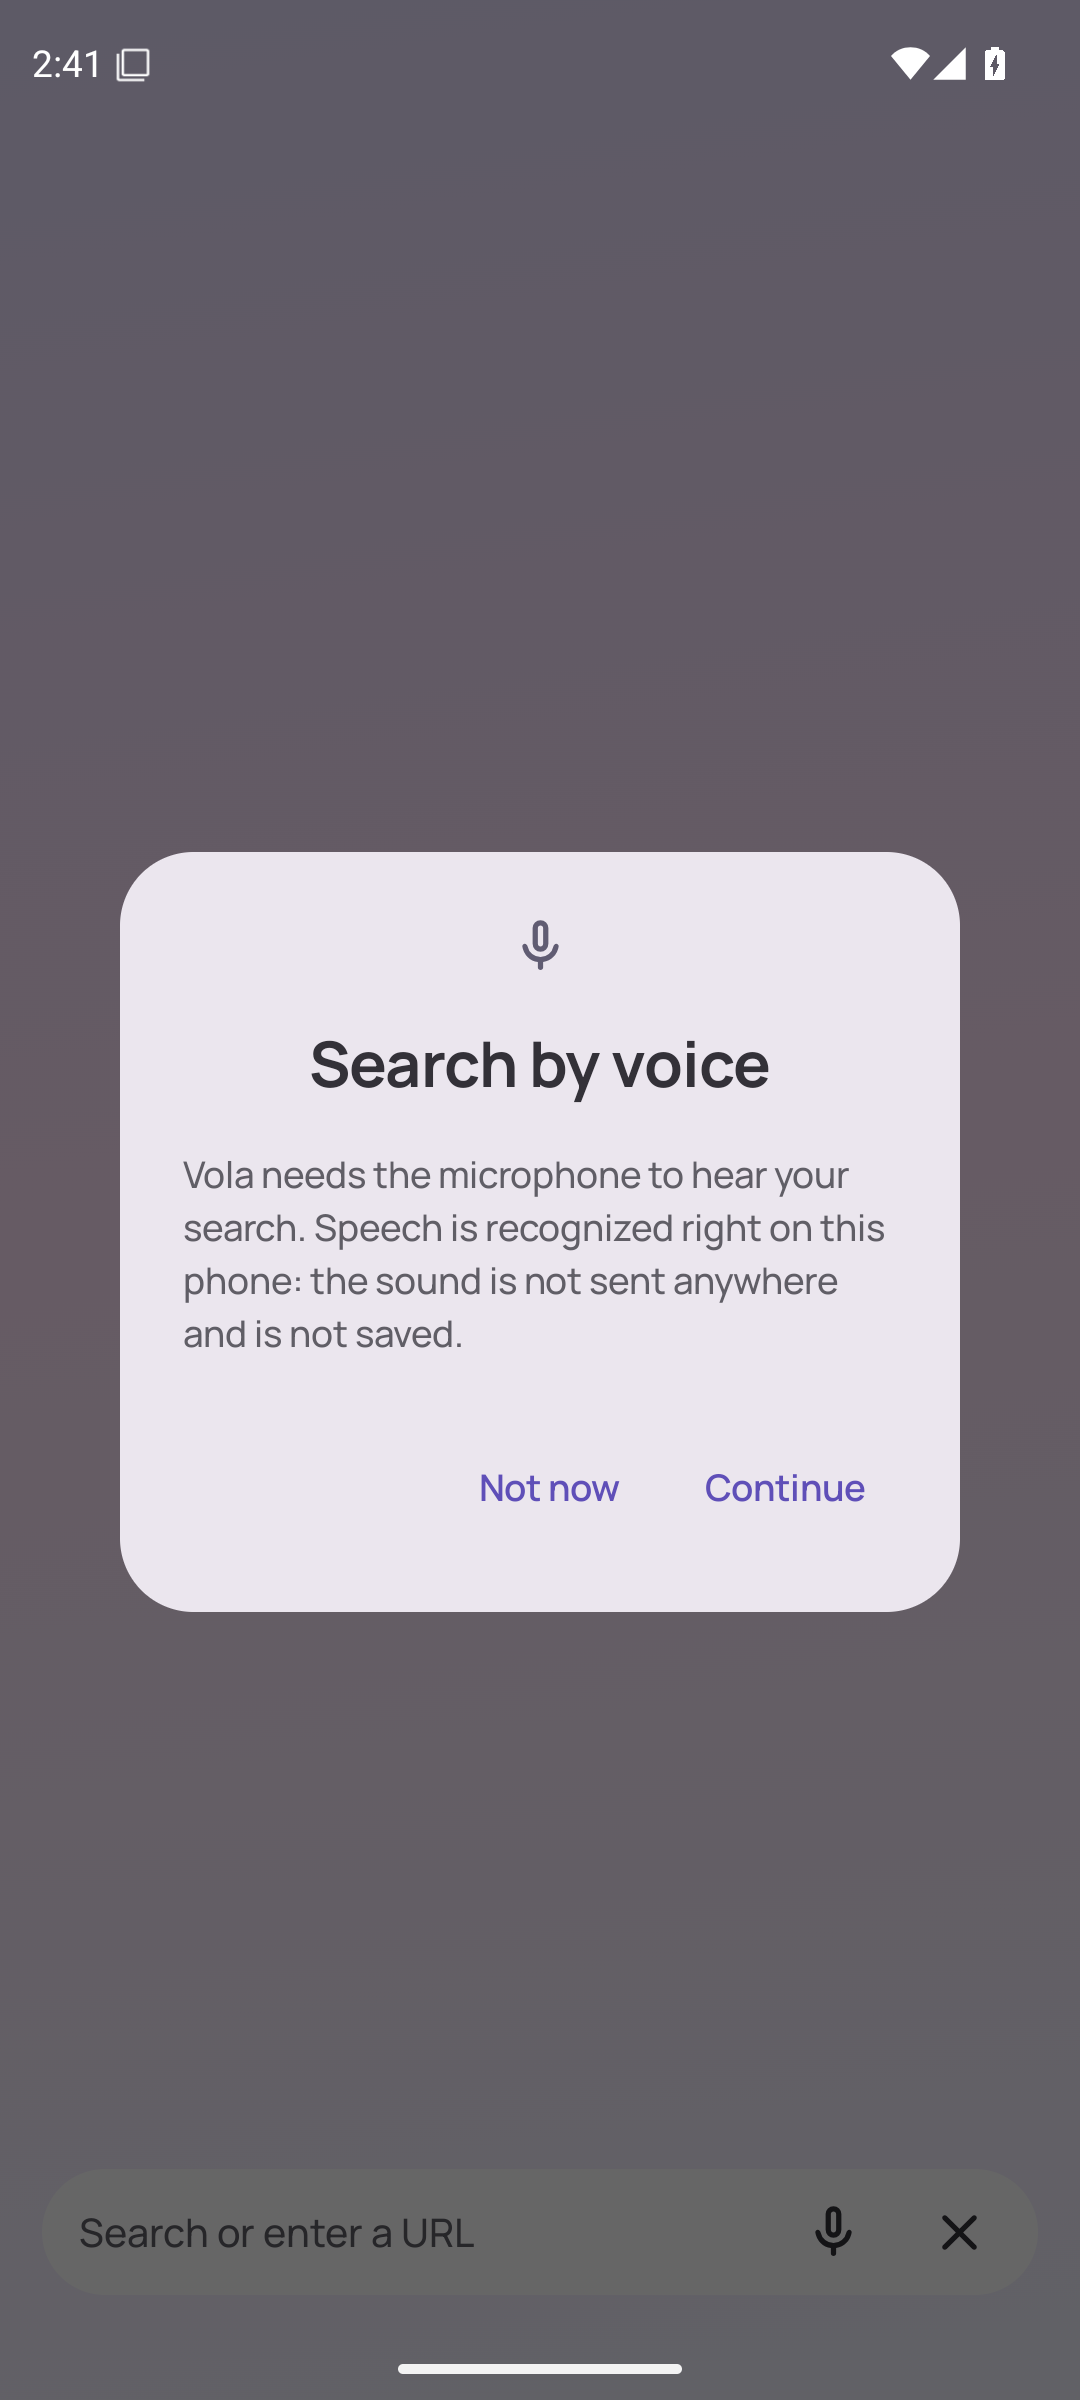 2:41
Search by voice
Vola needs the microphone to hear your
search. Speech is recognized right on this
phone: the sound is not sent anywhere
and is not saved.
Not now
Continue
Search or enter a URL